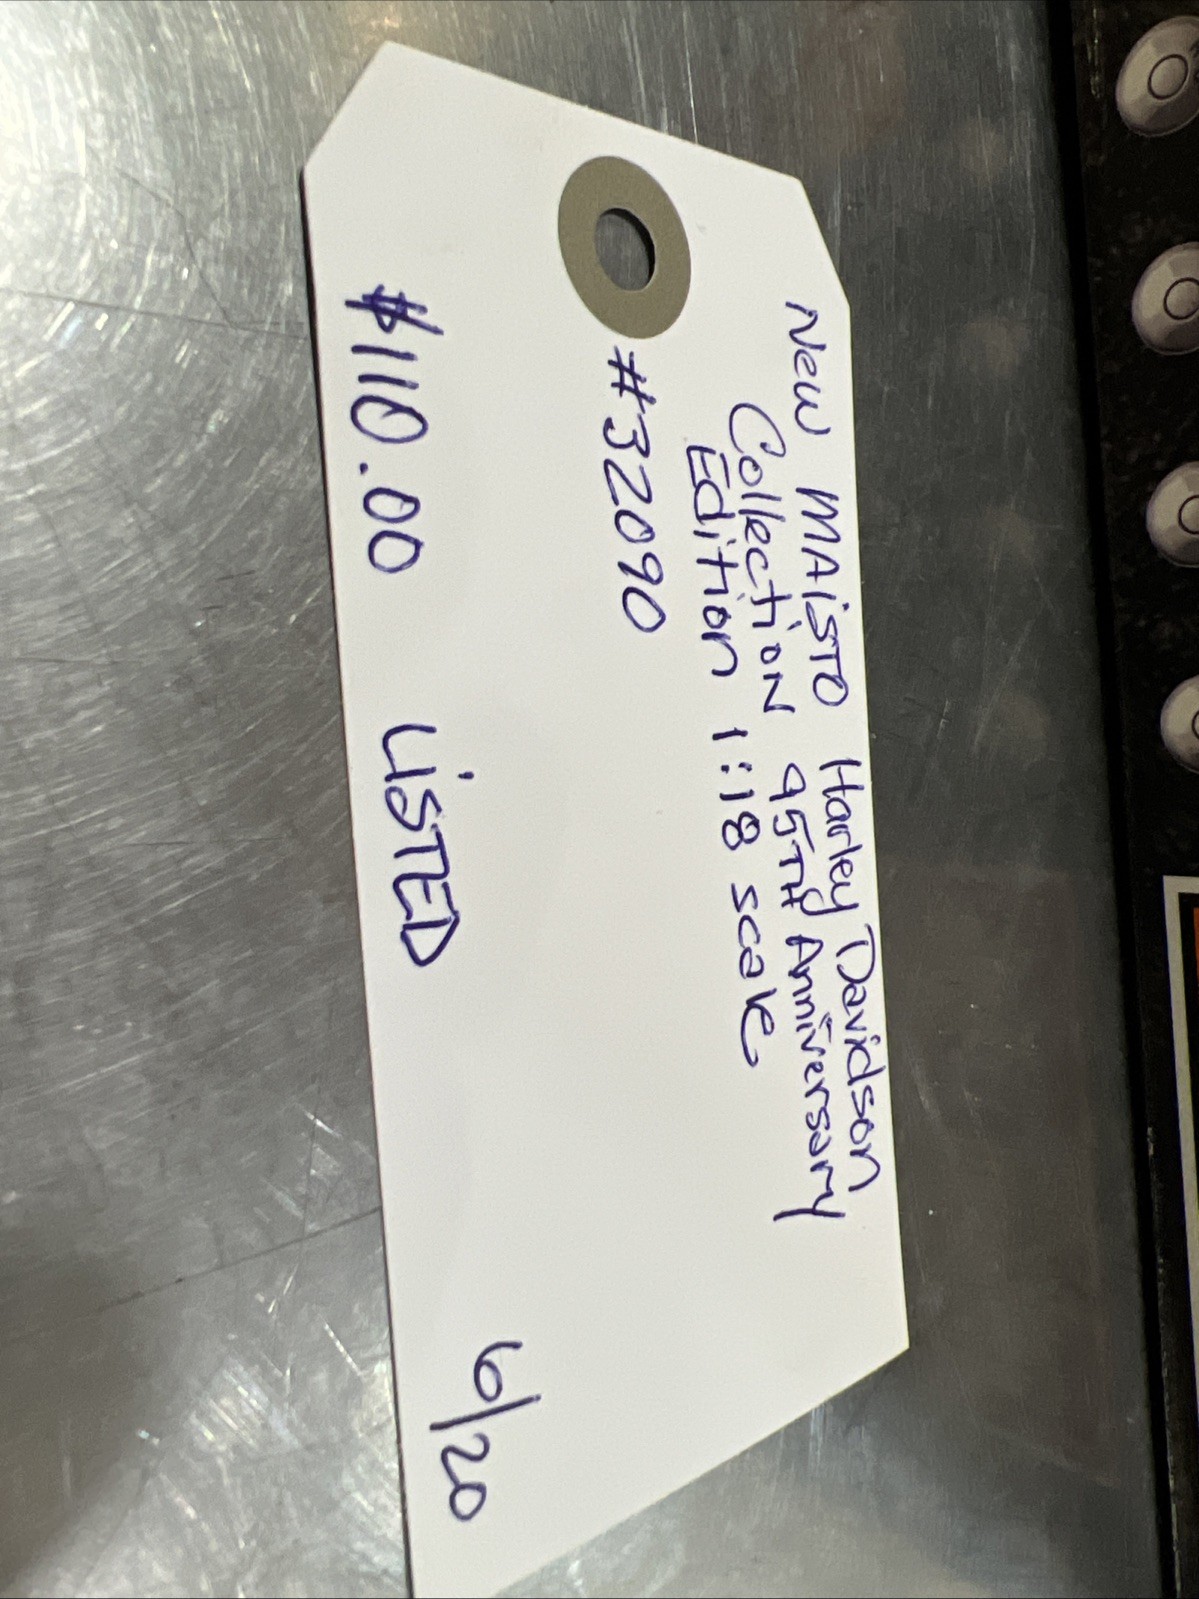 New MAiSTO Harley Davidson
Collection 95TH Anniversary
Edition 1:18 scale
#32090
$110.00 LiSTED 6/20